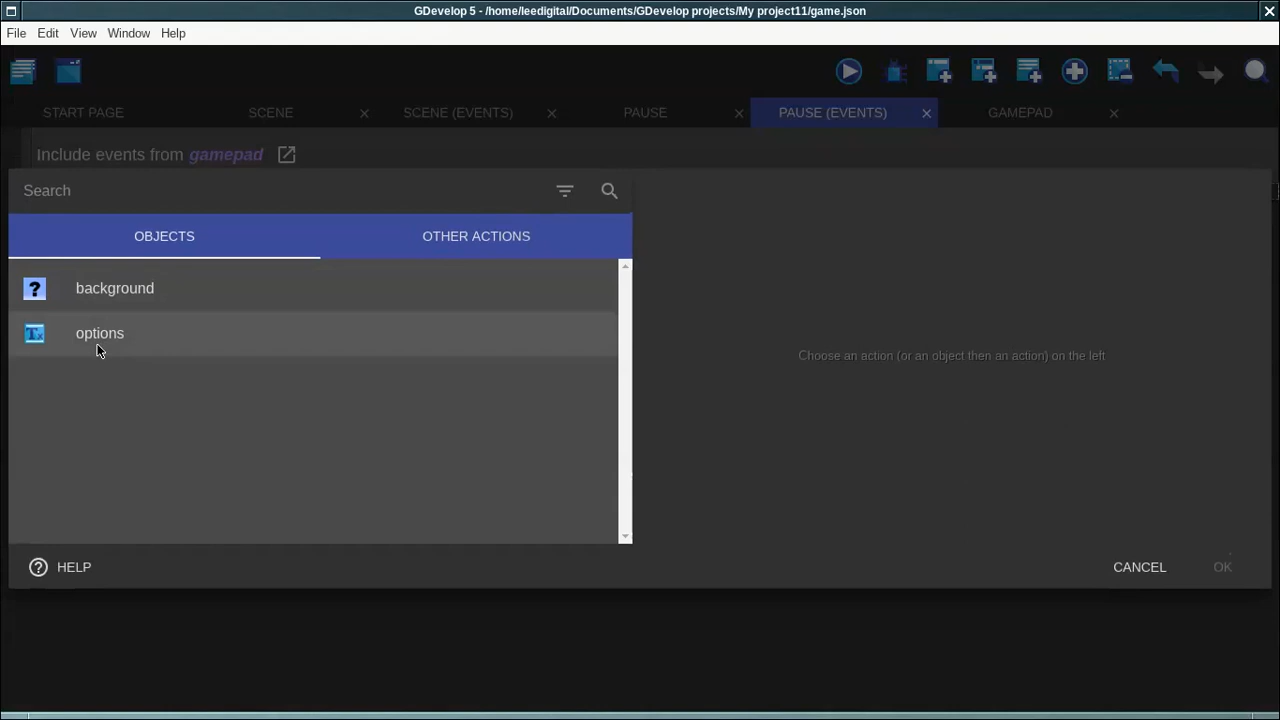 GDevelop 5 - /home/leedigital/Documents/GDevelop projects/My project11/game.json
File Edit View Window Help
START PAGE SCENE SCENE (EVENTS) PAUSE PAUSE (EVENTS) GAMEPAD
Include events from gamepad
Search
OBJECTS OTHER ACTIONS
? background
Tx options
Choose an action (or an object then an action) on the left
? HELP CANCEL OK